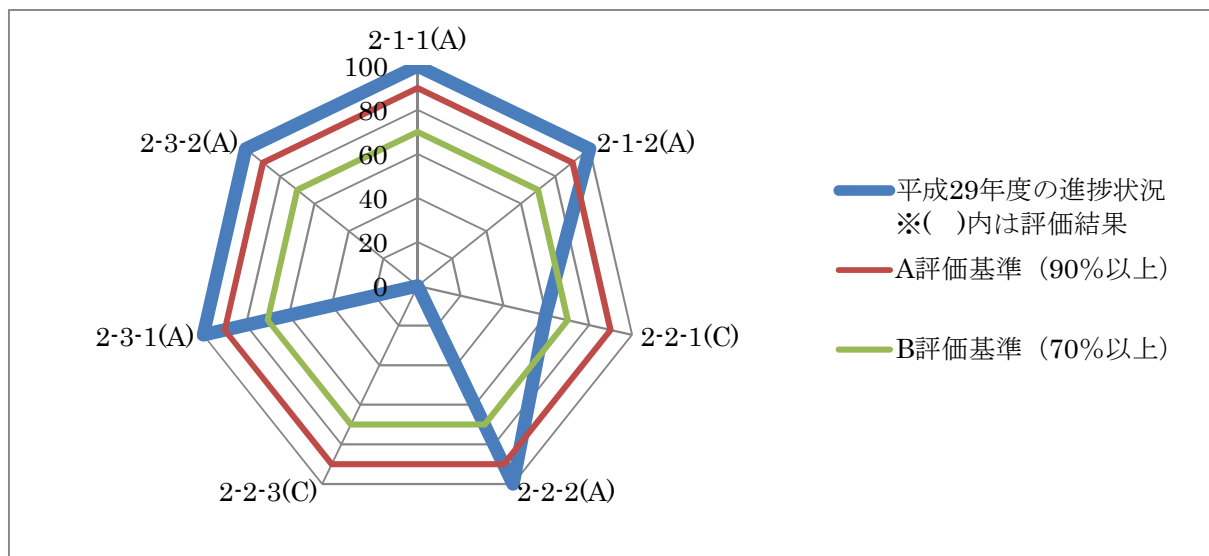 2-1-1(A)
100
80
60
40
20
0
2-1-2(A)
2-2-1(C)
2-2-2(A)
2-2-3(C)
2-3-1(A)
2-3-2(A)
平成29年度の進捗状況
※(　)内は評価結果
A評価基準（90%以上）
B評価基準（70%以上）